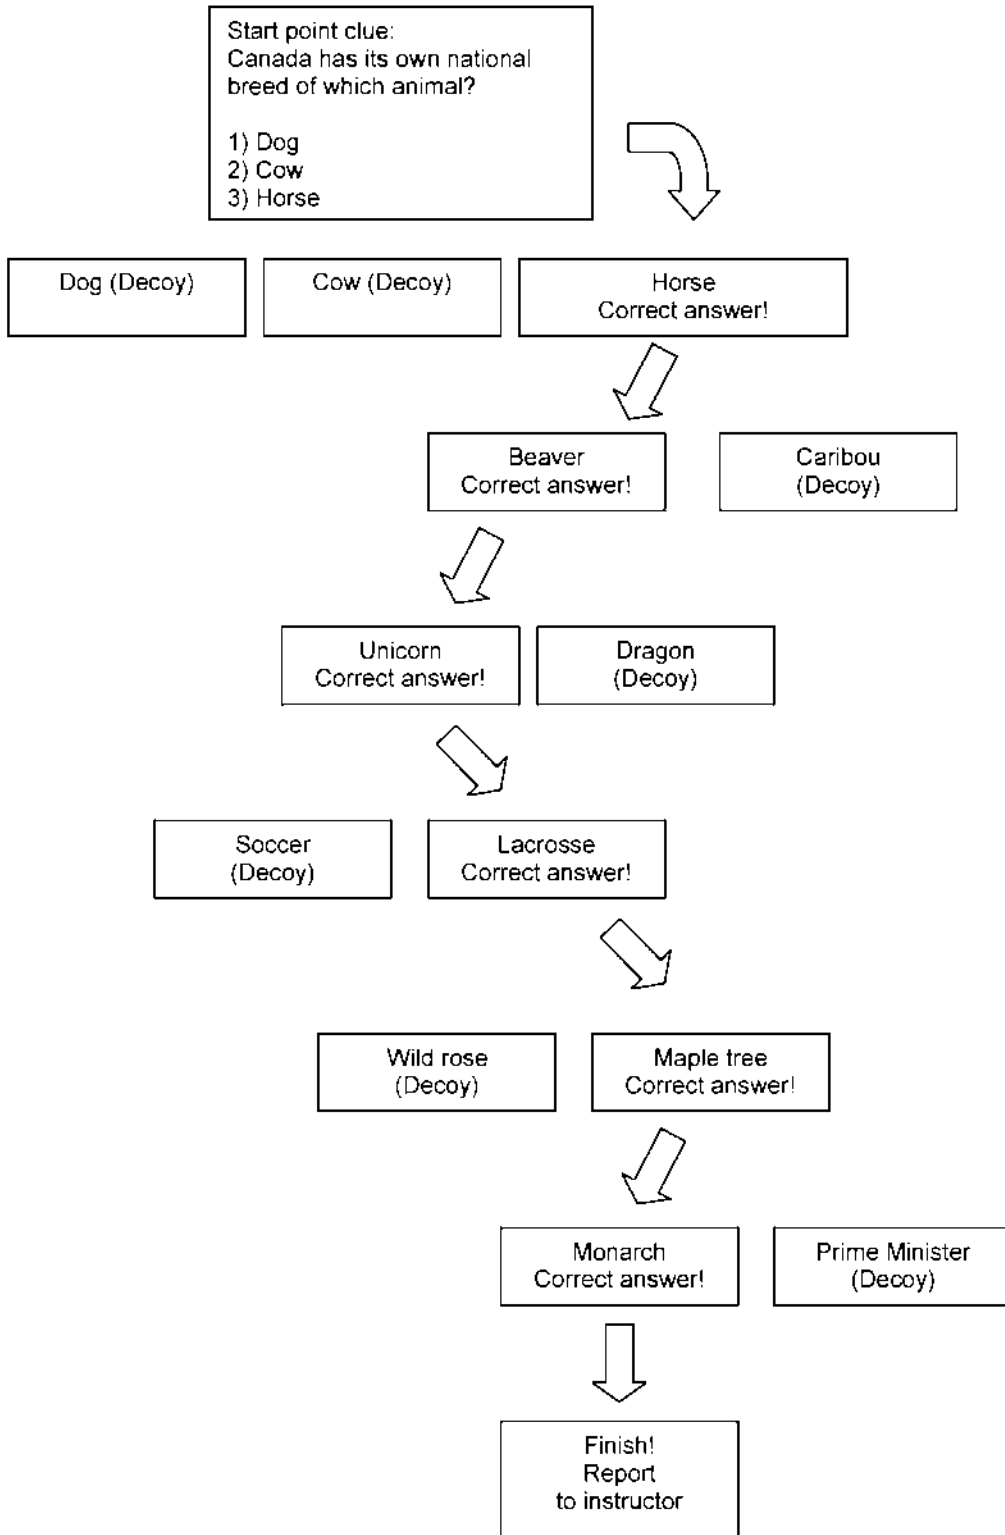 Start point clue:
Canada has its own national
breed of which animal?
1) Dog
2) Cow
3) Horse
Dog (Decoy)
Cow (Decoy)
Horse
Correct answer!
Beaver
Correct answer!
Caribou
(Decoy)
Unicorn
Correct answer!
Dragon
(Decoy)
Soccer
(Decoy)
Lacrosse
Correct answer!
Wild rose
(Decoy)
Maple tree
Correct answer!
Monarch
Correct answer!
Prime Minister
(Decoy)
Finish!
Report
to instructor